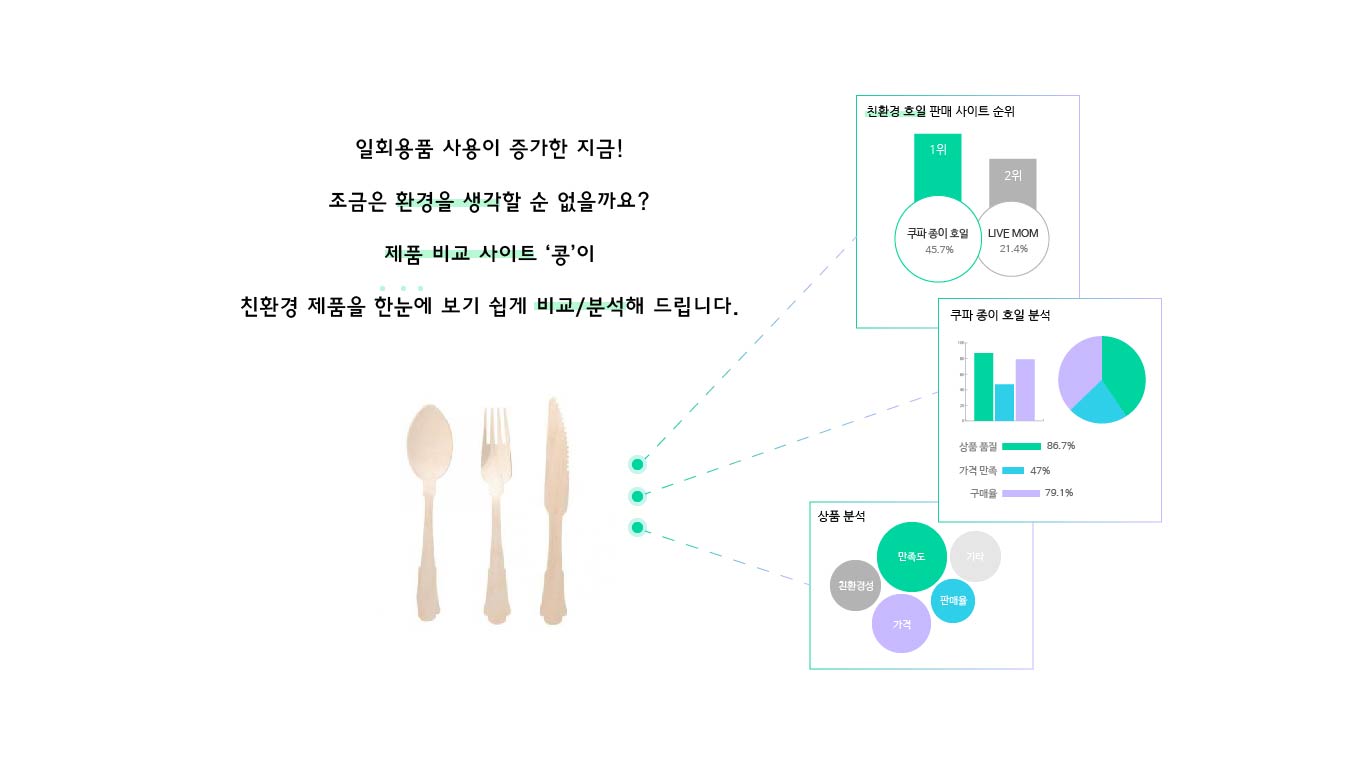 일회용품 사용이 증가한 지금!
조금은 환경을 생각할 순 없을까요?
제품 비교 사이트 ‘콩’이
친환경 제품을 한눈에 보기 쉽게 비교/분석해 드립니다.
친환경 호일 판매 사이트 순위
1위
2위
쿠파 종이 호일
45.7%
LIVE MOM
21.4%
쿠파 종이 호일 분석
100
80
60
40
20
0
상품 품질 86.7%
가격 만족 47%
구매율 79.1%
상품 분석
만족도
기타
친환경성
판매율
가격